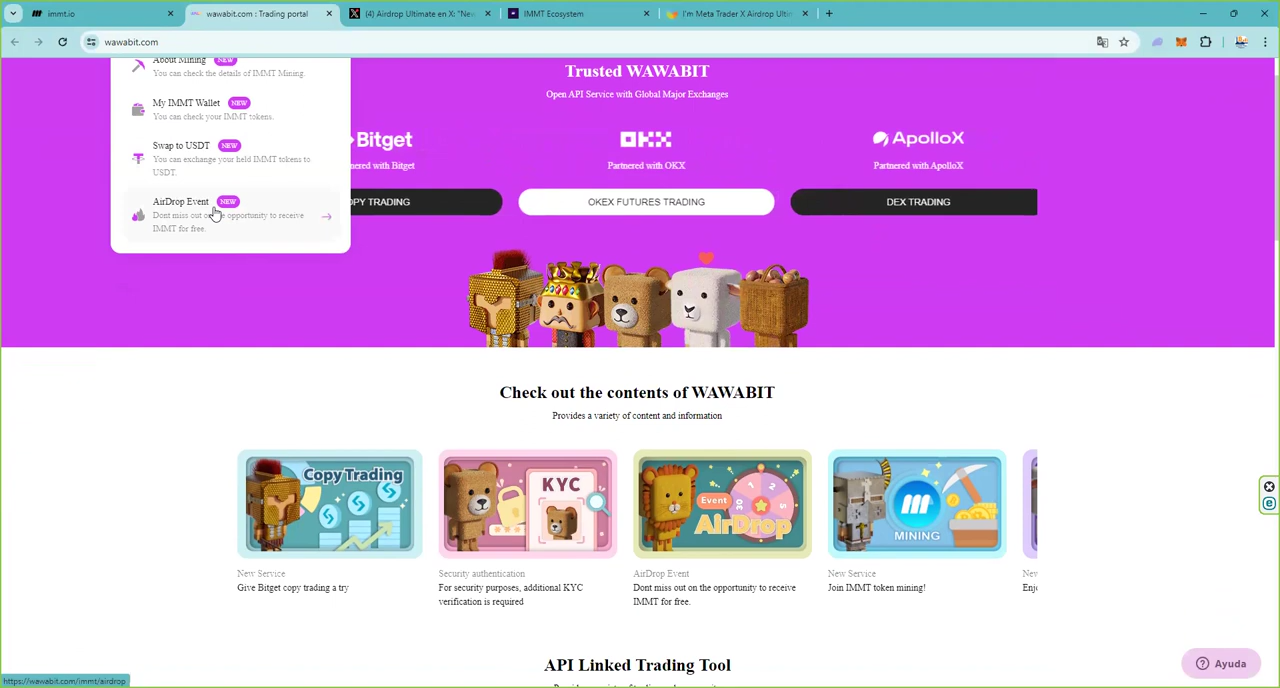 immt.io
wawabit.com : Trading portal
(4) Airdrop Ultimate en X: "New
IMMT Ecosystem
I'm Meta Trader X Airdrop Ulti
wawabit.com
About Mining NEW
You can check the details of IMMT Mining.
My IMMT Wallet NEW
You can check your IMMT tokens.
Swap to USDT NEW
You can exchange your held IMMT tokens to
USDT.
AirDrop Event NEW
Dont miss out on the opportunity to receive
IMMT for free.
Trusted WAWABIT
Open API Service with Global Major Exchanges
Bitget
OKX
ApolloX
nered with Bitget
Partnered with OKX
Partnered with ApolloX
OPY TRADING
OKEX FUTURES TRADING
DEX TRADING
Check out the contents of WAWABIT
Provides a variety of content and information
Copy Trading
KYC
Event
AirDrop
1
2
5
30
MINING
New Service
Give Bitget copy trading a try
Security authentication
For security purposes, additional KYC
verification is required
AirDrop Event
Dont miss out on the opportunity to receive
IMMT for free.
New Service
Join IMMT token mining!
Nev
Enjo
API Linked Trading Tool
Ayuda
https://wawabit.com/immt/airdrop